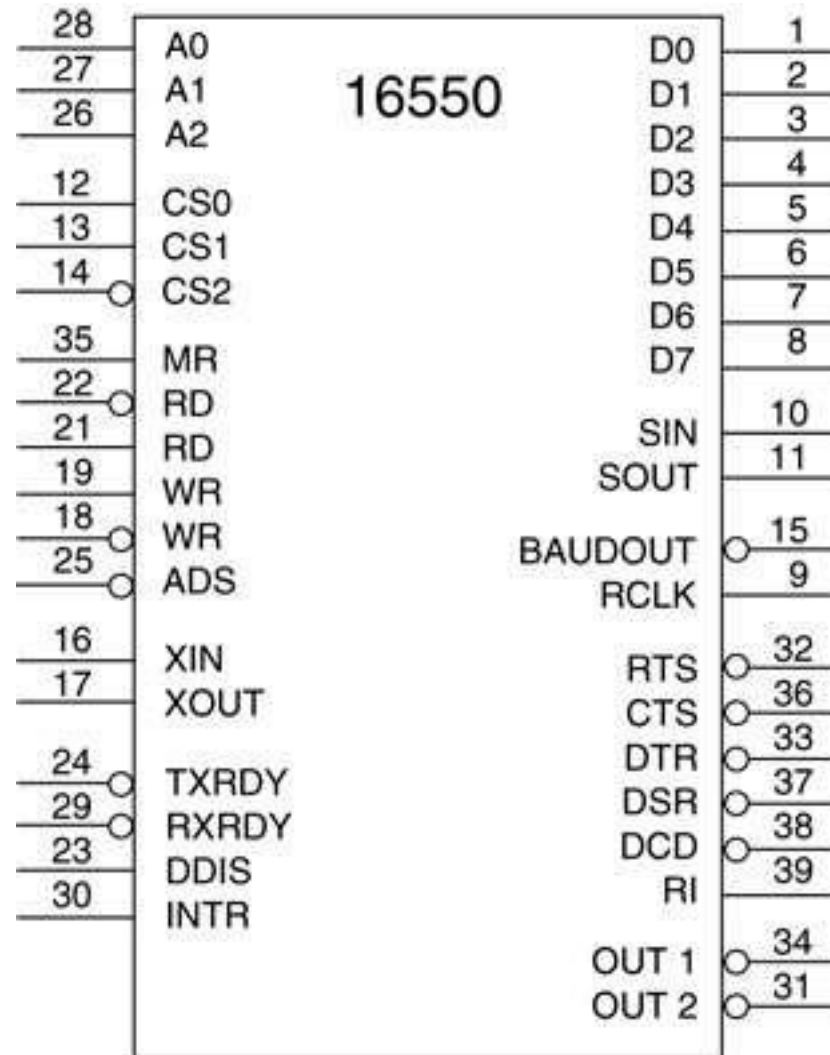 16550
28 A0
27 A1
26 A2
12 CS0
13 CS1
14 CS2
35 MR
22 RD
21 RD
19 WR
18 WR
25 ADS
16 XIN
17 XOUT
24 TXRDY
29 RXRDY
23 DDIS
30 INTR
D0 1
D1 2
D2 3
D3 4
D4 5
D5 6
D6 7
D7 8
SIN 10
SOUT 11
BAUDOUT 15
RCLK 9
RTS 32
CTS 36
DTR 33
DSR 37
DCD 38
RI 39
OUT 1 34
OUT 2 31